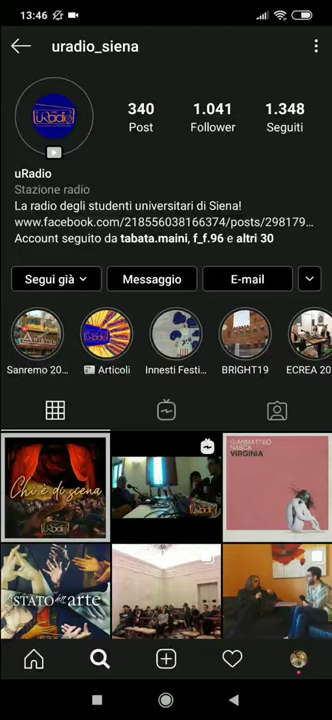 13:46
uradio_siena
340
1.041
1.348
Post
Follower
Seguiti
uRadio
Stazione radio
La radio degli studenti universitari di Siena!
www.facebook.com/218556038166374/posts/298179...
Account seguito da tabata.maini, f_f.96 e altri 30
Segui già
Messaggio
E-mail
Sanremo 20...
Articoli
Innesti Festi...
BRIGHT19
ECREA 20
GIANMATTEO
NASCA
VIRGINIA
Chi è di scena
uRadio
STATO dell'arte